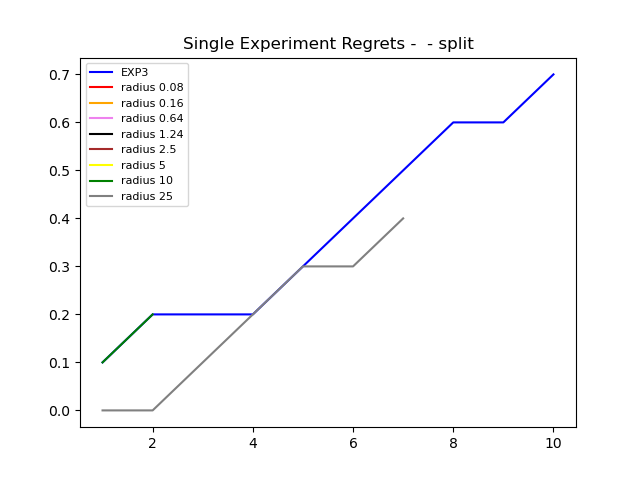 Single Experiment Regrets -  - split
EXP3
radius 0.08
radius 0.16
radius 0.64
radius 1.24
radius 2.5
radius 5
radius 10
radius 25
0.7
0.6
0.5
0.4
0.3
0.2
0.1
0.0
2 4 6 8 10